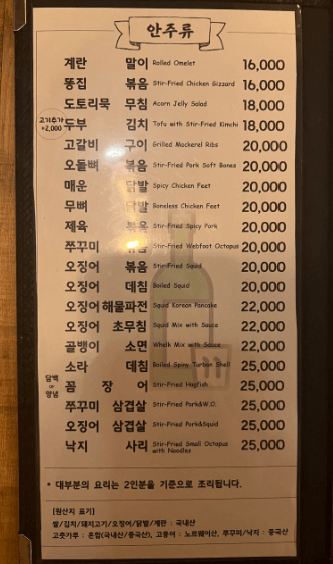 안주류
계란 말이 Rolled Omelet 16,000
똥집 볶음 Stir-Fried Chicken Gizzard 16,000
도토리묵 무침 Acorn Jelly Salad 18,000
고기추가 +2,000
두부 김치 Tofu with Stir-Fried Kimchi 18,000
고갈비 구이 Grilled Mackerel Ribs 20,000
오돌뼈 볶음 Stir-Fried Pork Soft Bones 20,000
매운 닭발 Spicy Chicken Feet 20,000
무뼈 닭발 Boneless Chicken Feet 20,000
제육 볶음 Stir-Fried Spicy Pork 20,000
쭈꾸미 볶음 Stir-Fried Webfoot Octopus 20,000
오징어 볶음 Stir-Fried Squid 20,000
오징어 데침 Boiled Squid 20,000
오징어 해물파전 Squid Korean Pancake 22,000
오징어 초무침 Squid Mix with Sauce 22,000
골뱅이 소면 Whelk Mix with Sauce 22,000
소라 데침 Boiled Spicy Turban Shell 25,000
담백 or 양념
꼼장어 Stir-Fried Hagfish 25,000
쭈꾸미 삼겹살 Stir-Fried Pork&W.O. 25,000
오징어 삼겹살 Stir-Fried Pork&Squid 25,000
낙지 사리 Stir-Fried Small Octopus with Noodles 25,000
* 대부분의 요리는 2인분을 기준으로 조리됩니다.
[원산지 표기]
쌀/김치/돼지고기/오징어/닭발/계란 : 국내산
고춧가루 : 혼합(국내산/중국산), 고등어 : 노르웨이산, 쭈꾸미/낙지 : 중국산